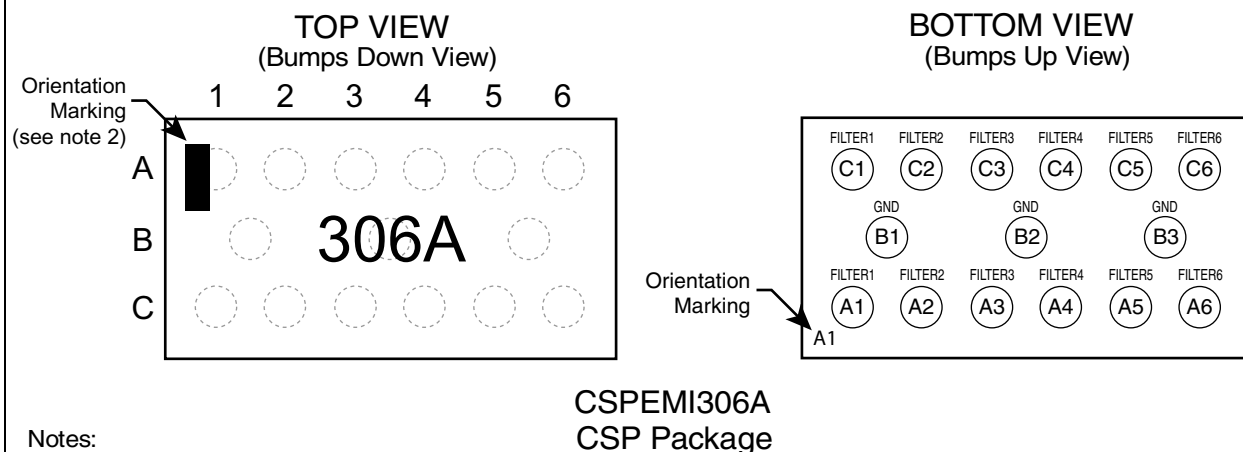 TOP VIEW
(Bumps Down View)
Orientation
Marking
(see note 2)
1 2 3 4 5 6
A
B
C
306A
BOTTOM VIEW
(Bumps Up View)
FILTER1 FILTER2 FILTER3 FILTER4 FILTER5 FILTER6
C1 C2 C3 C4 C5 C6
GND GND GND
B1 B2 B3
FILTER1 FILTER2 FILTER3 FILTER4 FILTER5 FILTER6
A1 A2 A3 A4 A5 A6
Orientation
Marking
A1
CSPEMI306A
CSP Package
Notes: